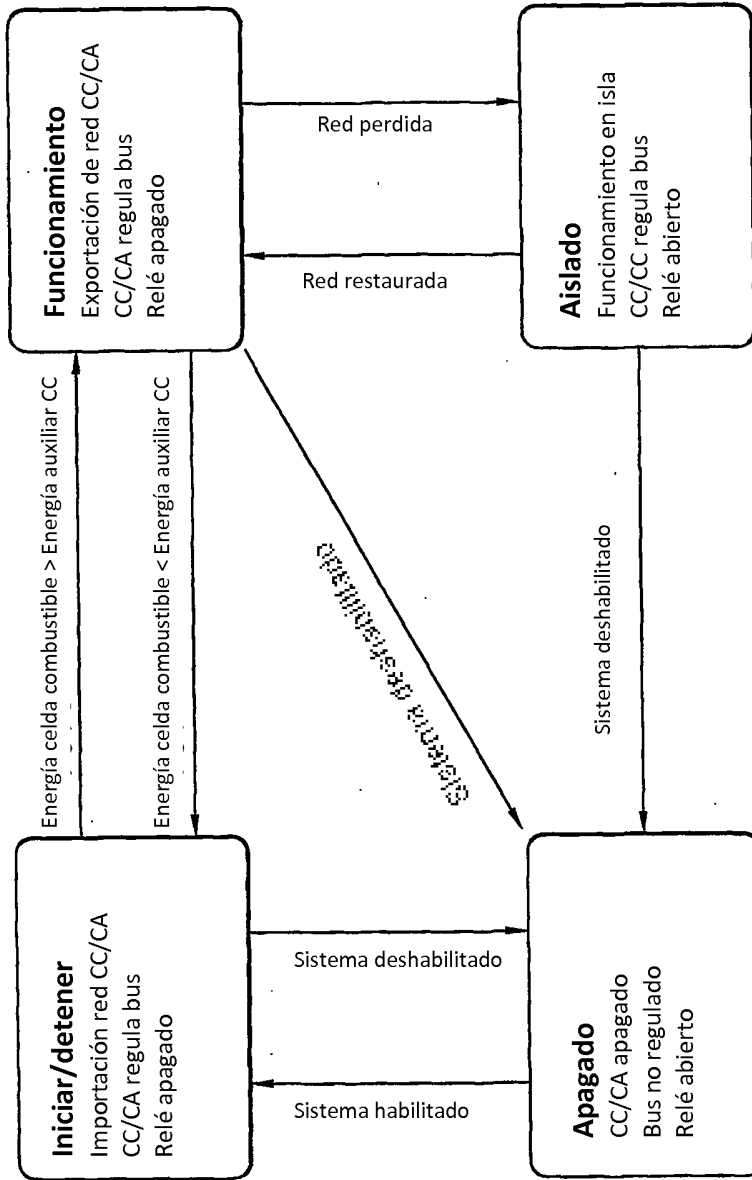 Iniciar/detener
Importación red CC/CA
CC/CA regula bus
Relé apagado
Energía celda combustible > Energía auxiliar CC
Energía celda combustible < Energía auxiliar CC
Funcionamiento
Exportación de red CC/CA
CC/CA regula bus
Relé apagado
Sistema habilitado
Sistema deshabilitado
Sistema deshabilitado
Red restaurada
Red perdida
Apagado
CC/CA apagado
Bus no regulado
Relé abierto
Sistema deshabilitado
Aislado
Funcionamiento en isla
CC/CC regula bus
Relé abierto